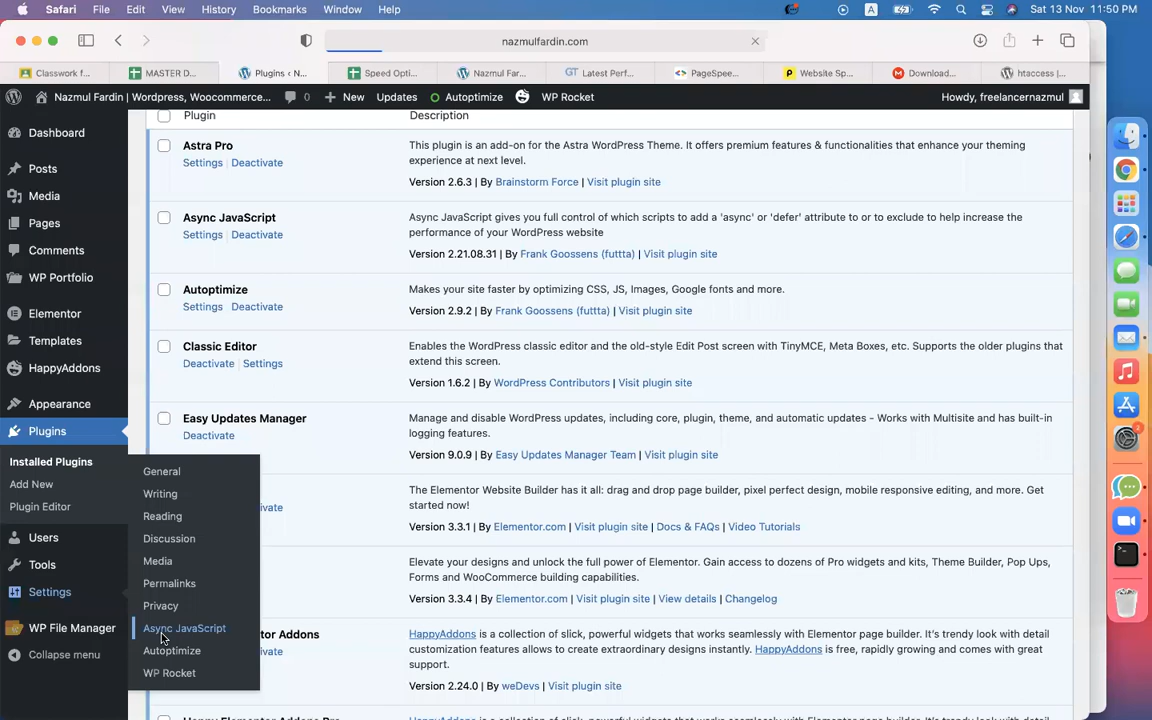 Safari File Edit View History Bookmarks Window Help
A
Sat 13 Nov 11:50 PM
nazmulfardin.com
Classwork f...
MASTER D...
Plugins ‹ N...
Speed Opti...
Nazmul Far...
GT Latest Perf...
PageSpee...
Website Sp...
Download...
htaccess |...
Nazmul Fardin | Wordpress, Woocommerce...
0
New
Updates
Autoptimize
WP Rocket
Howdy, freelancernazmul
Dashboard
Posts
Media
Pages
Comments
WP Portfolio
Elementor
Templates
HappyAddons
Appearance
Plugins
Installed Plugins
Add New
Plugin Editor
Users
Tools
Settings
WP File Manager
Collapse menu
General
Writing
Reading
Discussion
Media
Permalinks
Privacy
Async JavaScript
Autoptimize
WP Rocket
Plugin
Description
Astra Pro
Settings | Deactivate
This plugin is an add-on for the Astra WordPress Theme. It offers premium features & functionalities that enhance your theming
experience at next level.
Version 2.6.3 | By Brainstorm Force | Visit plugin site
Async JavaScript
Settings | Deactivate
Async JavaScript gives you full control of which scripts to add a 'async' or 'defer' attribute to or to exclude to help increase the
performance of your WordPress website
Version 2.21.08.31 | By Frank Goossens (futtta) | Visit plugin site
Autoptimize
Settings | Deactivate
Makes your site faster by optimizing CSS, JS, Images, Google fonts and more.
Version 2.9.2 | By Frank Goossens (futtta) | Visit plugin site
Classic Editor
Deactivate | Settings
Enables the WordPress classic editor and the old-style Edit Post screen with TinyMCE, Meta Boxes, etc. Supports the older plugins that
extend this screen.
Version 1.6.2 | By WordPress Contributors | Visit plugin site
Easy Updates Manager
Deactivate
Manage and disable WordPress updates, including core, plugin, theme, and automatic updates - Works with Multisite and has built-in
logging features.
Version 9.0.9 | By Easy Updates Manager Team | Visit plugin site
ivate
The Elementor Website Builder has it all: drag and drop page builder, pixel perfect design, mobile responsive editing, and more. Get
started now!
Version 3.3.1 | By Elementor.com | Visit plugin site | Docs & FAQs | Video Tutorials
Elevate your designs and unlock the full power of Elementor. Gain access to dozens of Pro widgets and kits, Theme Builder, Pop Ups,
Forms and WooCommerce building capabilities.
Version 3.3.4 | By Elementor.com | Visit plugin site | View details | Changelog
tor Addons
ivate
HappyAddons is a collection of slick, powerful widgets that works seamlessly with Elementor page builder. It's trendy look with detail
customization features allows to create extraordinary designs instantly. HappyAddons is free, rapidly growing and comes with great
support.
Version 2.24.0 | By weDevs | Visit plugin site